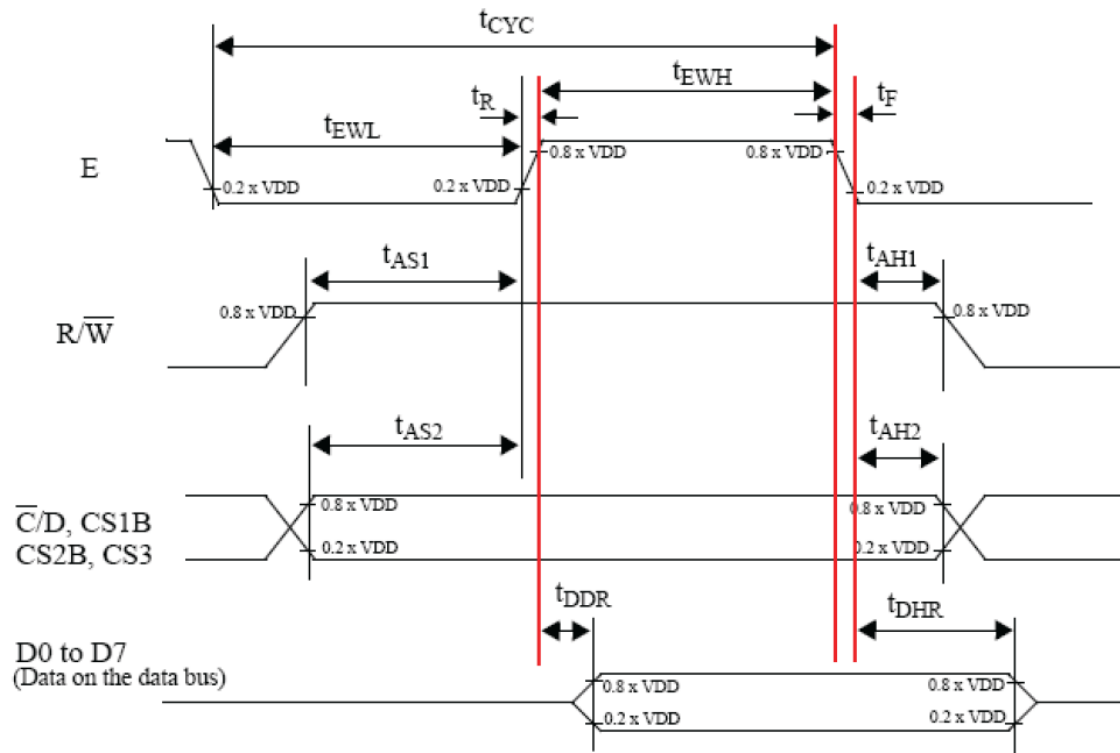 tCYC
tEWH
tR
tF
tEWL
E
0.8 x VDD
0.8 x VDD
0.2 x VDD
0.2 x VDD
0.2 x VDD
tAS1
tAH1
0.8 x VDD
0.8 x VDD
R/W̅
tAS2
tAH2
C̅/D, CS1B
0.8 x VDD
0.8 x VDD
CS2B, CS3
0.2 x VDD
0.2 x VDD
tDDR
tDHR
D0 to D7
(Data on the data bus)
0.8 x VDD
0.8 x VDD
0.2 x VDD
0.2 x VDD